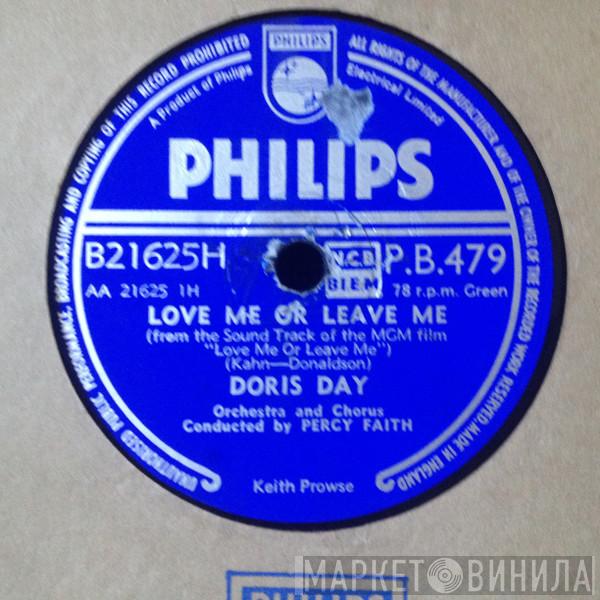 PHILIPS
UNAUTHORISED PUBLIC PERFORMANCE, BROADCASTING AND COPYING OF THIS RECORD PROHIBITED
ALL RIGHTS OF THE MANUFACTURER AND OF THE OWNER OF THE RECORDED WORK RESERVED. MADE IN ENGLAND
A Product of Philips Electrical Limited
PHILIPS
B21625H
N.C.B.
BIEM
P.B.479
AA 21625 1H
78 r.p.m. Green
LOVE ME OR LEAVE ME
(from the Sound Track of the MGM film
"Love Me Or Leave Me")
(Kahn—Donaldson)
DORIS DAY
Orchestra and Chorus
Conducted by PERCY FAITH
Keith Prowse
PHILIPS
МАРКЕТ ВИНИЛА